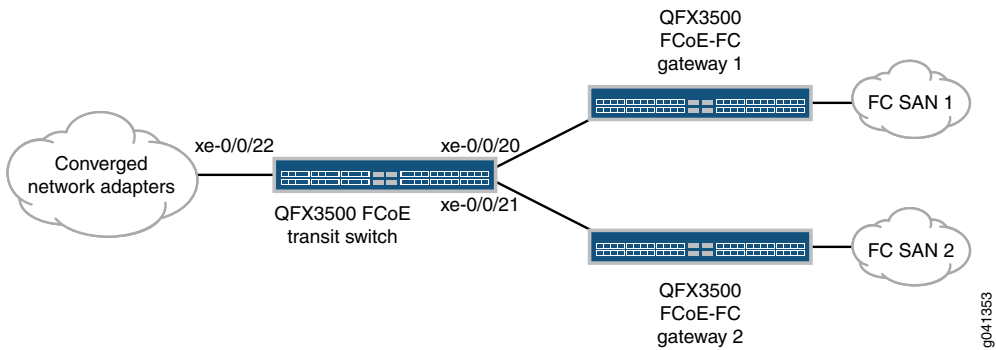 QFX3500
FCoE-FC
gateway 1
FC SAN 1
xe-0/0/22
xe-0/0/20
Converged
network adapters
xe-0/0/21
QFX3500 FCoE
transit switch
FC SAN 2
QFX3500
FCoE-FC
gateway 2
g041353